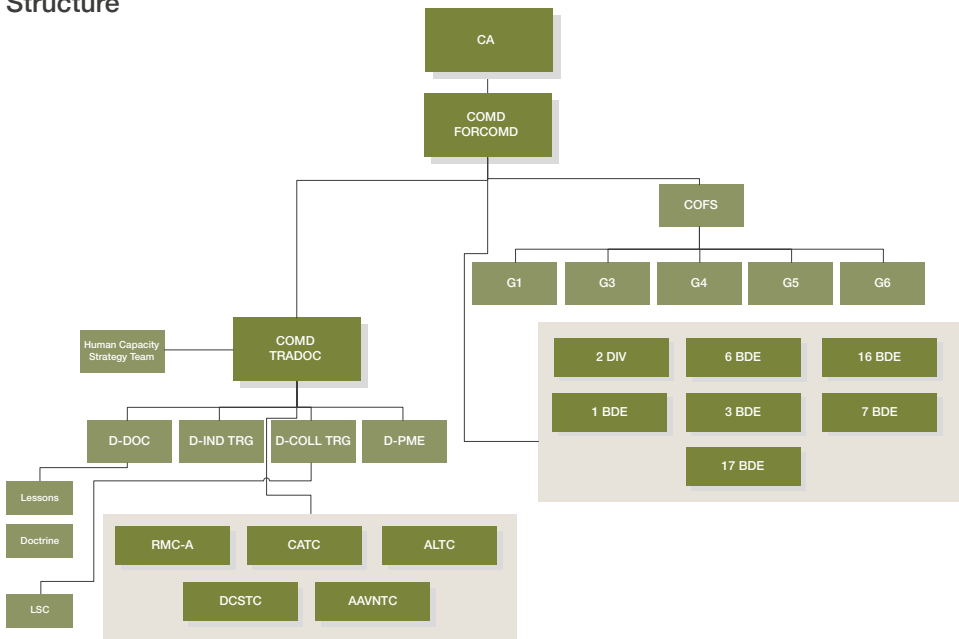 Structure
CA
COMD
FORCOMD
COFS
G1
G3
G4
G5
G6
Human Capacity
Strategy Team
COMD
TRADOC
2 DIV
6 BDE
16 BDE
1 BDE
3 BDE
7 BDE
17 BDE
D-DOC
D-IND TRG
D-COLL TRG
D-PME
Lessons
Doctrine
LSC
RMC-A
CATC
ALTC
DCSTC
AAVNTC